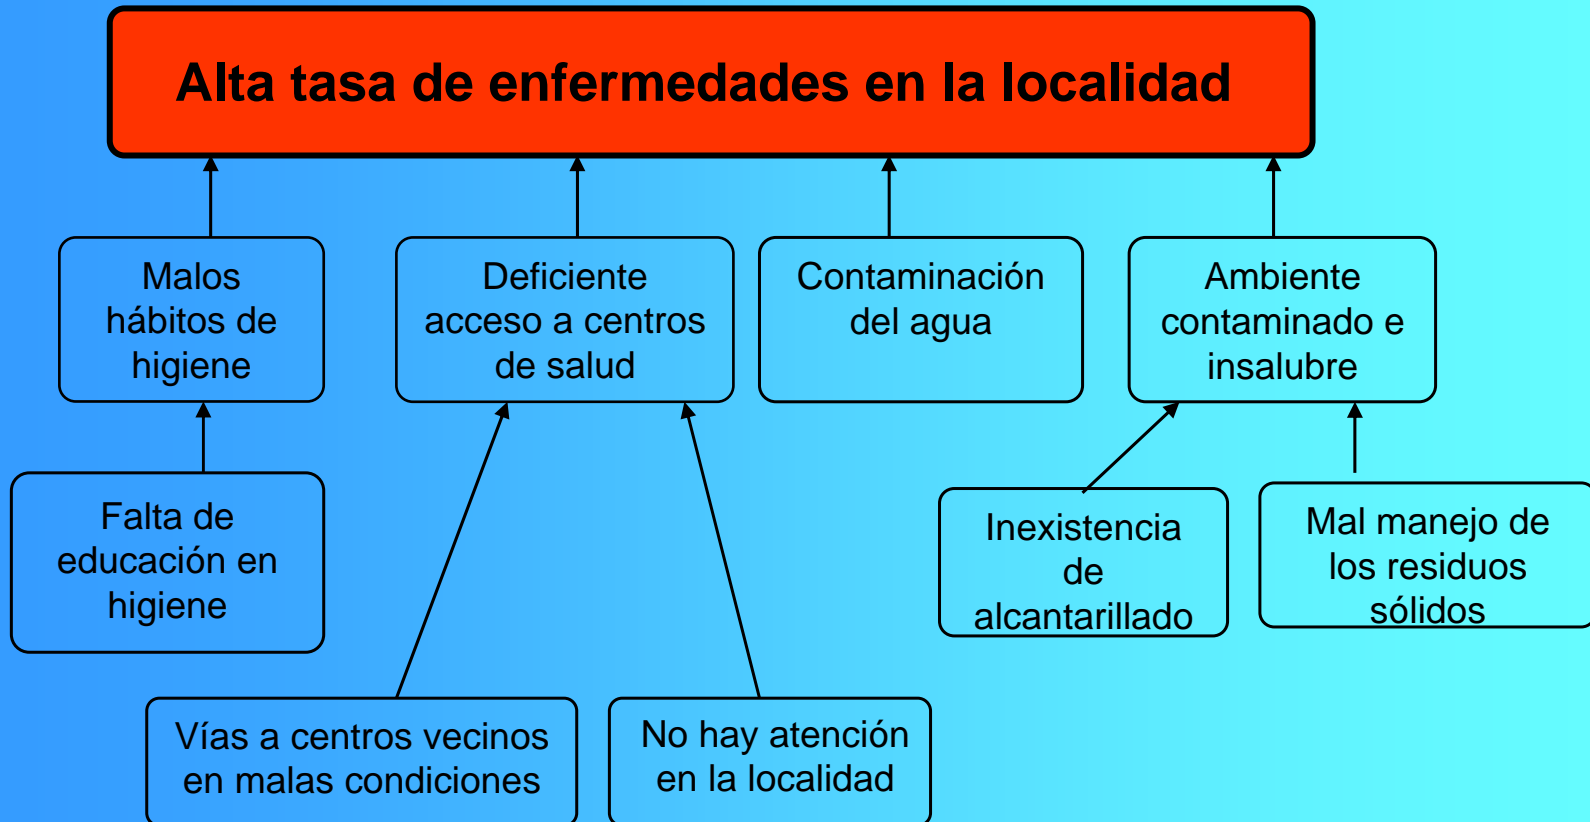 Alta tasa de enfermedades en la localidad
Malos
hábitos de
higiene
Deficiente
acceso a centros
de salud
Contaminación
del agua
Ambiente
contaminado e
insalubre
Falta de
educación en
higiene
Inexistencia
de
alcantarillado
Mal manejo de
los residuos
sólidos
Vías a centros vecinos
en malas condiciones
No hay atención
en la localidad